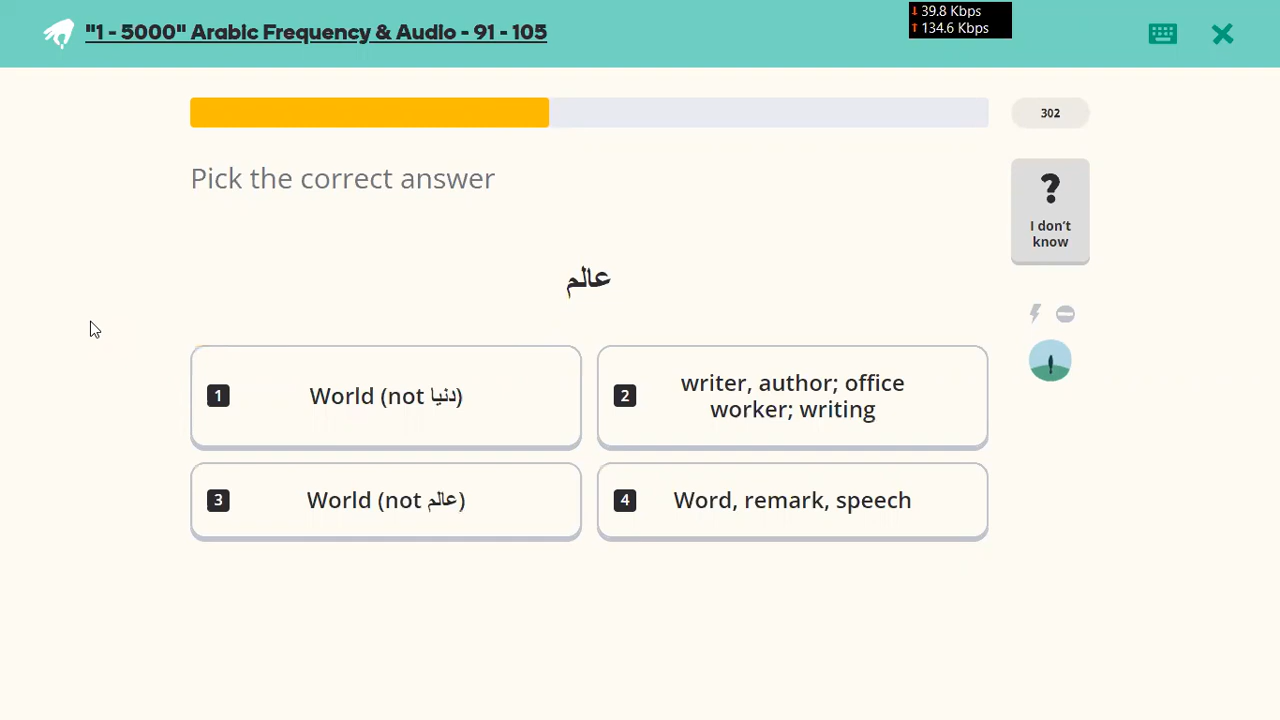 "1 - 5000" Arabic Frequency & Audio - 91 - 105
↓ 39.8 Kbps
↑ 134.6 Kbps
302
Pick the correct answer
?
I don't
know
عالم
1 World (not دنيا)
2 writer, author; office
worker; writing
3 World (not عالم)
4 Word, remark, speech